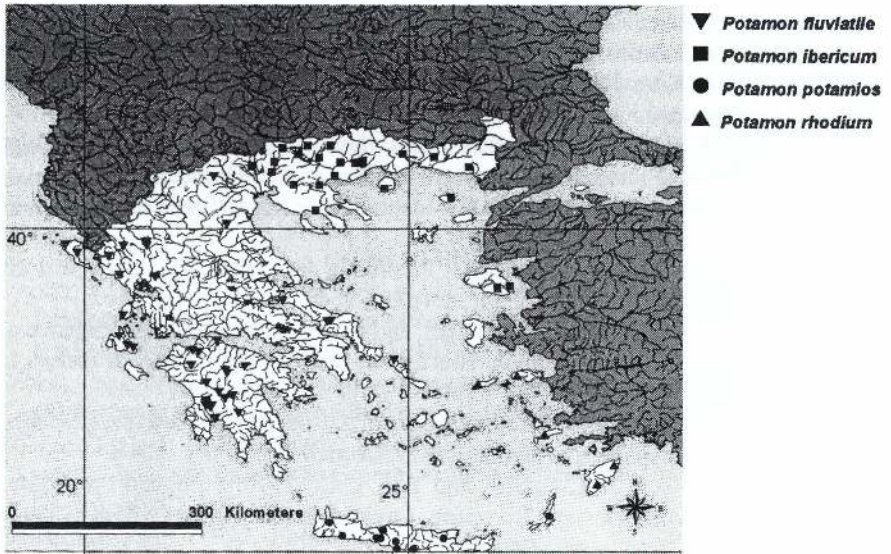 Potamon fluviatile
Potamon ibericum
Potamon potamios
Potamon rhodium
40°
20°
25°
0 300 Kilometers